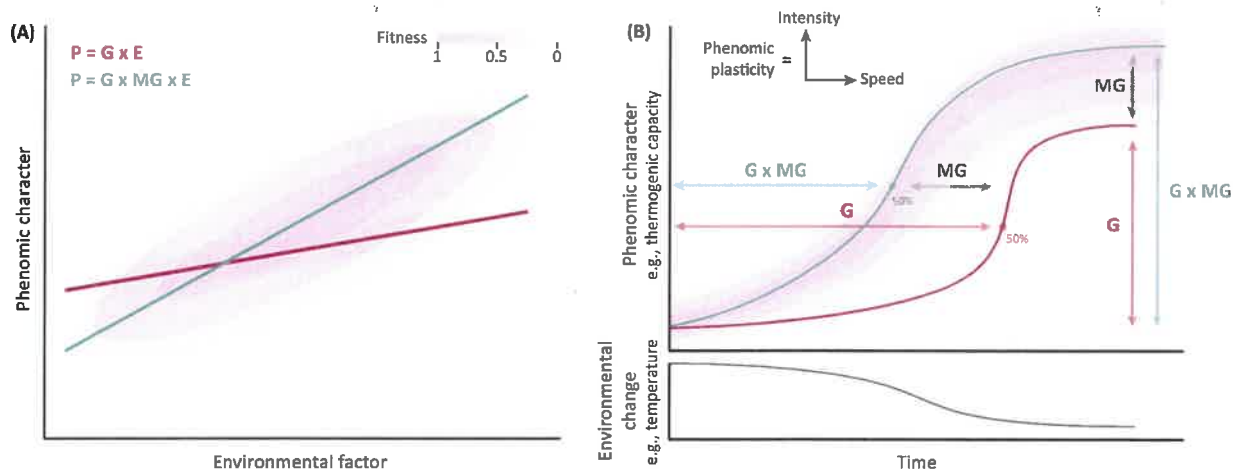 (A)
P = G x E
P = G x MG x E
Fitness
1
0.5
0
Phenomic character
Environmental factor
(B)
Intensity
Phenomic
plasticity
=
Speed
Phenomic character
e.g., thermogenic capacity
G x MG
MG
50%
G
50%
MG
G
G x MG
Environmental
change
e.g., temperature
Time